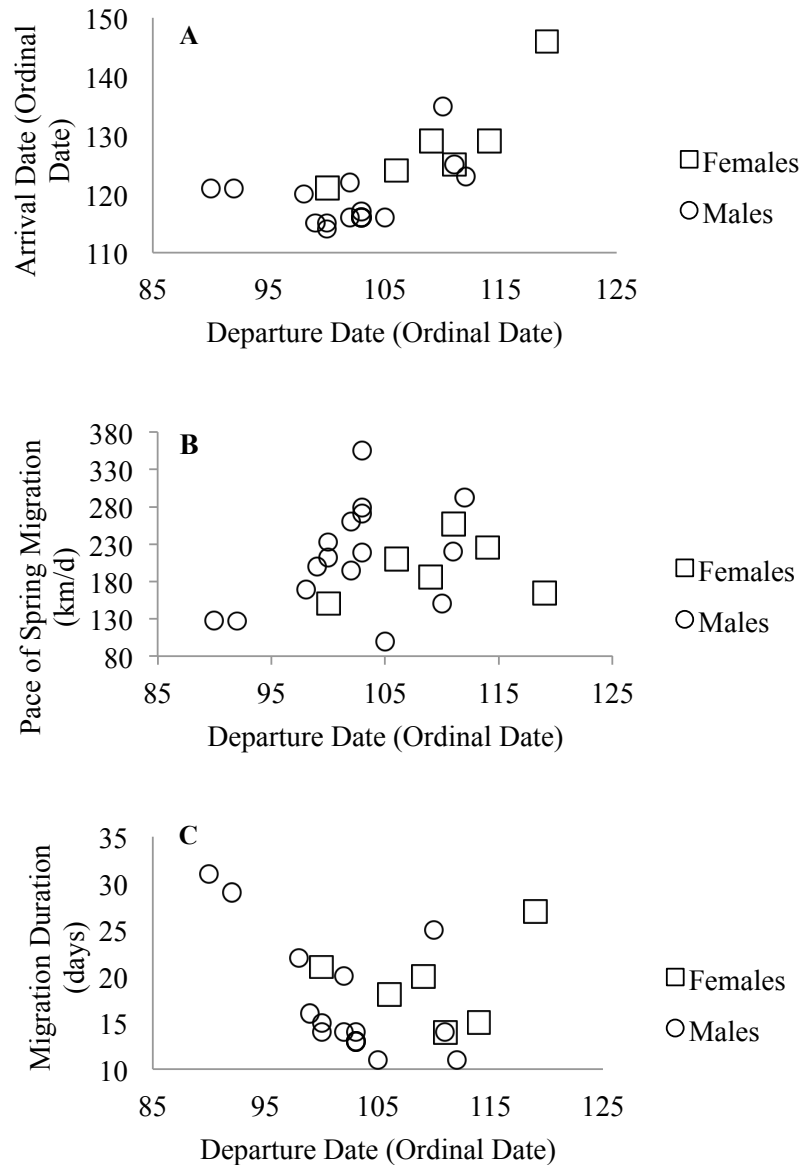 A
150
140
130
120
110
85 95 105 115 125
Arrival Date (Ordinal
Date)
Departure Date (Ordinal Date)
Females
Males
B
380
330
280
230
180
130
80
85 95 105 115 125
Pace of Spring Migration
(km/d)
Departure Date (Ordinal Date)
Females
Males
C
35
30
25
20
15
10
85 95 105 115 125
Migration Duration
(days)
Departure Date (Ordinal Date)
Females
Males